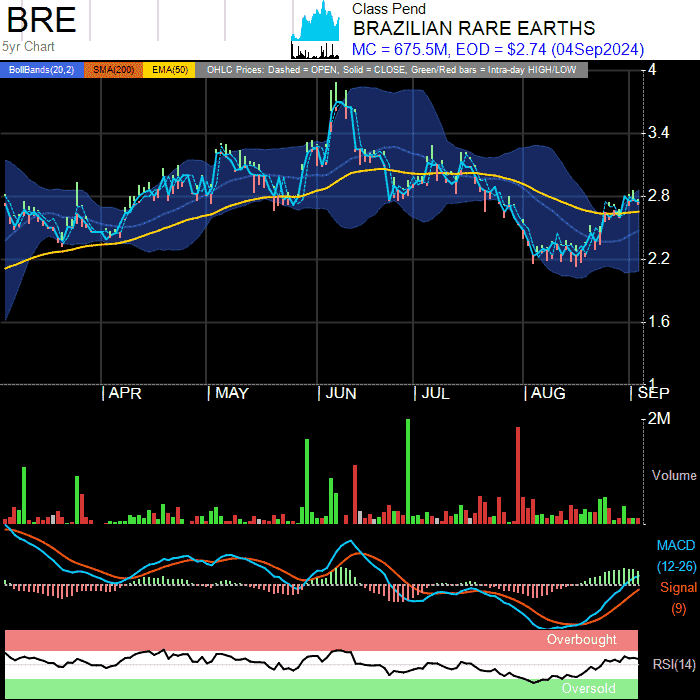 BRE
5yr Chart
Class Pend
BRAZILIAN RARE EARTHS
MC = 675.5M, EOD = $2.74 (04Sep2024)
BollBands(20,2) SMA(200) EMA(50) OHLC Prices: Dashed = OPEN, Solid = CLOSE, Green/Red bars = Intra-day HIGH/LOW
4
3.4
2.8
2.2
1.6
1
APR MAY JUN JUL AUG SEP
2M
Volume
MACD
(12-26)
Signal
(9)
Overbought
RSI(14)
Oversold